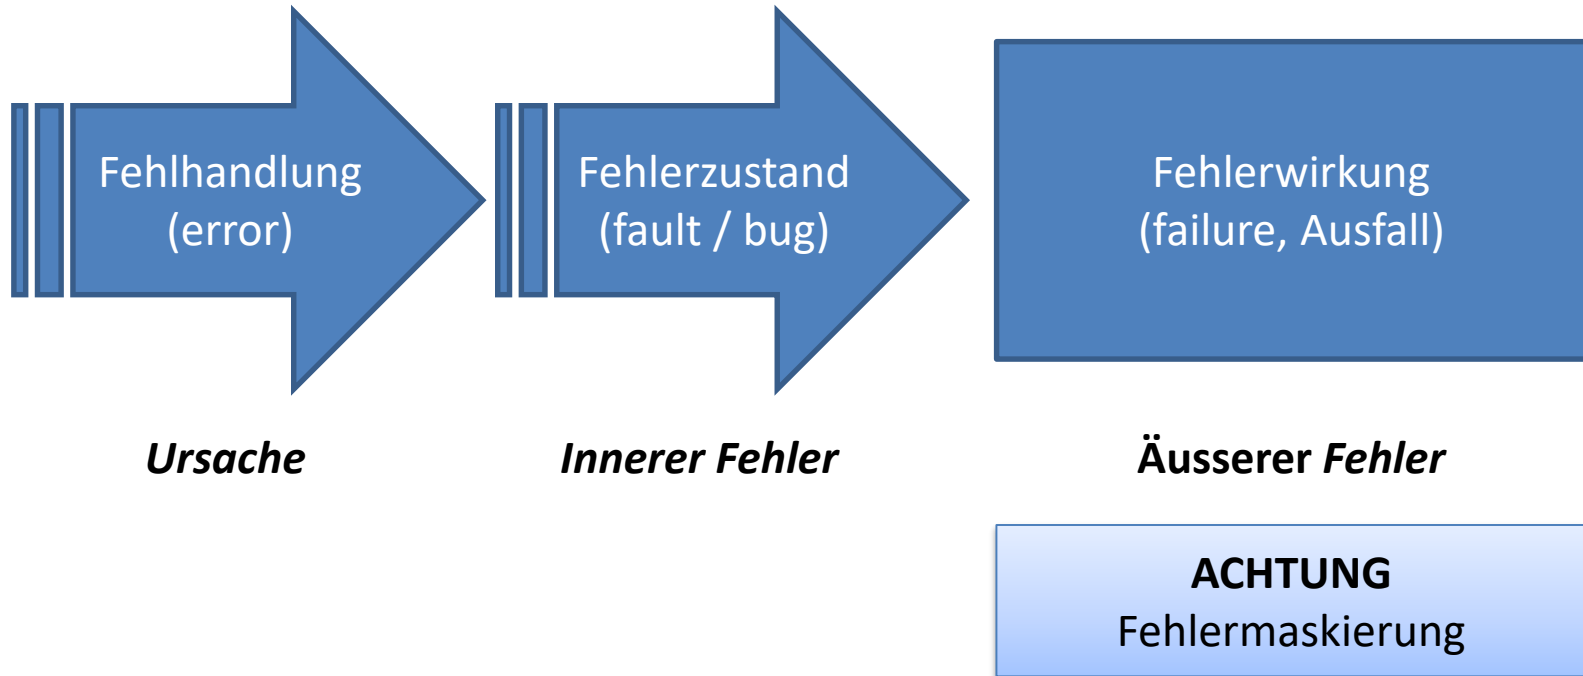 Fehlhandlung
(error)
Fehlerzustand
(fault / bug)
Fehlerwirkung
(failure, Ausfall)
Ursache
Innerer Fehler
Äusserer Fehler
ACHTUNG
Fehlermaskierung